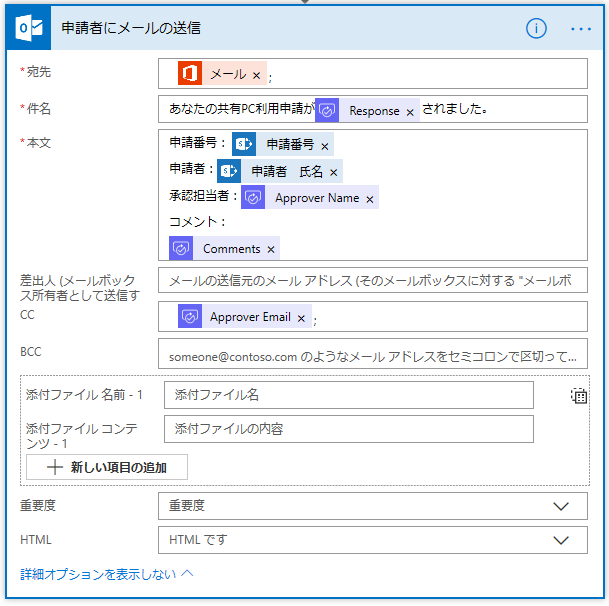 申請者にメールの送信
*宛先 メール × ;
*件名 あなたの共有PC利用申請が Response × されました。
*本文 申請番号： 申請番号 ×
申請者： 申請者 氏名 ×
承認担当者： Approver Name ×
コメント：
Comments ×
差出人 (メールボック
ス所有者として送信す
メールの送信元のメール アドレス (そのメールボックスに対する "メールボ
CC Approver Email × ;
BCC someone@contoso.com のようなメール アドレスをセミコロンで区切って...
添付ファイル 名前 - 1 添付ファイル名
添付ファイル コンテ
ンツ - 1
添付ファイルの内容
新しい項目の追加
重要度 重要度
HTML HTML です
詳細オプションを表示しない